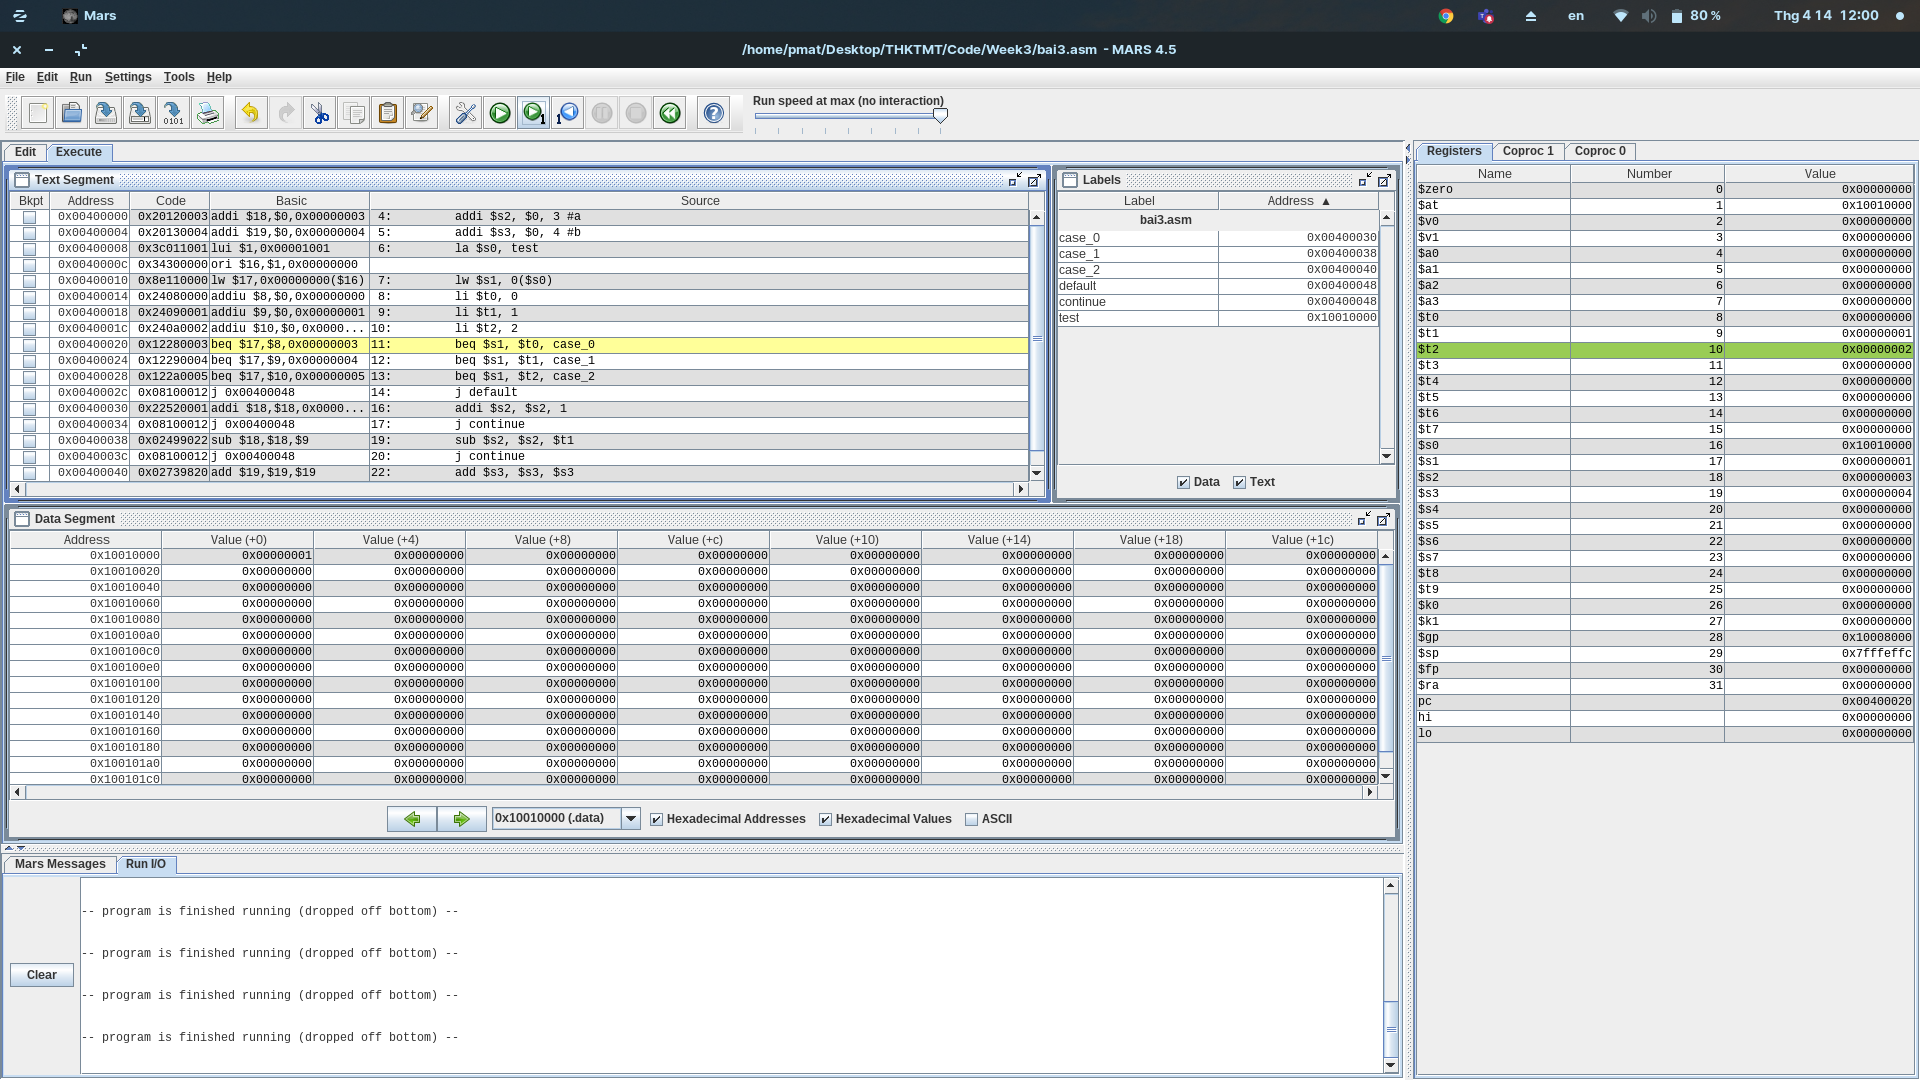 Mars
en
80 %
Thg 4 14 12:00
/home/pmat/Desktop/THKTMT/Code/Week3/bai3.asm - MARS 4.5
File Edit Run Settings Tools Help
Run speed at max (no interaction)
Edit Execute
Text Segment
Bkpt Address Code Basic Source
0x00400000 0x20120003 addi $18,$0,0x00000003 4: addi $s2, $0, 3 #a
0x00400004 0x20130004 addi $19,$0,0x00000004 5: addi $s3, $0, 4 #b
0x00400008 0x3c011001 lui $1,0x00001001 6: la $s0, test
0x0040000c 0x34300000 ori $16,$1,0x00000000
0x00400010 0x8e110000 lw $17,0x00000000($16) 7: lw $s1, 0($s0)
0x00400014 0x24080000 addiu $8,$0,0x00000000 8: li $t0, 0
0x00400018 0x24090001 addiu $9,$0,0x00000001 9: li $t1, 1
0x0040001c 0x240a0002 addiu $10,$0,0x0000... 10: li $t2, 2
0x00400020 0x12280003 beq $17,$8,0x00000003 11: beq $s1, $t0, case_0
0x00400024 0x12290004 beq $17,$9,0x00000004 12: beq $s1, $t1, case_1
0x00400028 0x122a0005 beq $17,$10,0x00000005 13: beq $s1, $t2, case_2
0x0040002c 0x08100012 j 0x00400048 14: j default
0x00400030 0x22520001 addi $18,$18,0x0000... 16: addi $s2, $s2, 1
0x00400034 0x08100012 j 0x00400048 17: j continue
0x00400038 0x02499022 sub $18,$18,$9 19: sub $s2, $s2, $t1
0x0040003c 0x08100012 j 0x00400048 20: j continue
0x00400040 0x02739820 add $19,$19,$19 22: add $s3, $s3, $s3
Labels
Label Address ▲
bai3.asm
case_0 0x00400030
case_1 0x00400038
case_2 0x00400040
default 0x00400048
continue 0x00400048
test 0x10010000
Data Text
Data Segment
Address Value (+0) Value (+4) Value (+8) Value (+c) Value (+10) Value (+14) Value (+18) Value (+1c)
0x10010000 0x00000001 0x00000000 0x00000000 0x00000000 0x00000000 0x00000000 0x00000000 0x00000000
0x10010020 0x00000000 0x00000000 0x00000000 0x00000000 0x00000000 0x00000000 0x00000000 0x00000000
0x10010040 0x00000000 0x00000000 0x00000000 0x00000000 0x00000000 0x00000000 0x00000000 0x00000000
0x10010060 0x00000000 0x00000000 0x00000000 0x00000000 0x00000000 0x00000000 0x00000000 0x00000000
0x10010080 0x00000000 0x00000000 0x00000000 0x00000000 0x00000000 0x00000000 0x00000000 0x00000000
0x100100a0 0x00000000 0x00000000 0x00000000 0x00000000 0x00000000 0x00000000 0x00000000 0x00000000
0x100100c0 0x00000000 0x00000000 0x00000000 0x00000000 0x00000000 0x00000000 0x00000000 0x00000000
0x100100e0 0x00000000 0x00000000 0x00000000 0x00000000 0x00000000 0x00000000 0x00000000 0x00000000
0x10010100 0x00000000 0x00000000 0x00000000 0x00000000 0x00000000 0x00000000 0x00000000 0x00000000
0x10010120 0x00000000 0x00000000 0x00000000 0x00000000 0x00000000 0x00000000 0x00000000 0x00000000
0x10010140 0x00000000 0x00000000 0x00000000 0x00000000 0x00000000 0x00000000 0x00000000 0x00000000
0x10010160 0x00000000 0x00000000 0x00000000 0x00000000 0x00000000 0x00000000 0x00000000 0x00000000
0x10010180 0x00000000 0x00000000 0x00000000 0x00000000 0x00000000 0x00000000 0x00000000 0x00000000
0x100101a0 0x00000000 0x00000000 0x00000000 0x00000000 0x00000000 0x00000000 0x00000000 0x00000000
0x100101c0 0x00000000 0x00000000 0x00000000 0x00000000 0x00000000 0x00000000 0x00000000 0x00000000
0x10010000 (.data) Hexadecimal Addresses Hexadecimal Values ASCII
Mars Messages Run I/O
-- program is finished running (dropped off bottom) --
-- program is finished running (dropped off bottom) --
-- program is finished running (dropped off bottom) --
-- program is finished running (dropped off bottom) --
Clear
Registers Coproc 1 Coproc 0
Name Number Value
$zero 0 0x00000000
$at 1 0x10010000
$v0 2 0x00000000
$v1 3 0x00000000
$a0 4 0x00000000
$a1 5 0x00000000
$a2 6 0x00000000
$a3 7 0x00000000
$t0 8 0x00000000
$t1 9 0x00000001
$t2 10 0x00000002
$t3 11 0x00000000
$t4 12 0x00000000
$t5 13 0x00000000
$t6 14 0x00000000
$t7 15 0x00000000
$s0 16 0x10010000
$s1 17 0x00000001
$s2 18 0x00000003
$s3 19 0x00000004
$s4 20 0x00000000
$s5 21 0x00000000
$s6 22 0x00000000
$s7 23 0x00000000
$t8 24 0x00000000
$t9 25 0x00000000
$k0 26 0x00000000
$k1 27 0x00000000
$gp 28 0x10008000
$sp 29 0x7fffeffc
$fp 30 0x00000000
$ra 31 0x00000000
pc 0x00400020
hi 0x00000000
lo 0x00000000